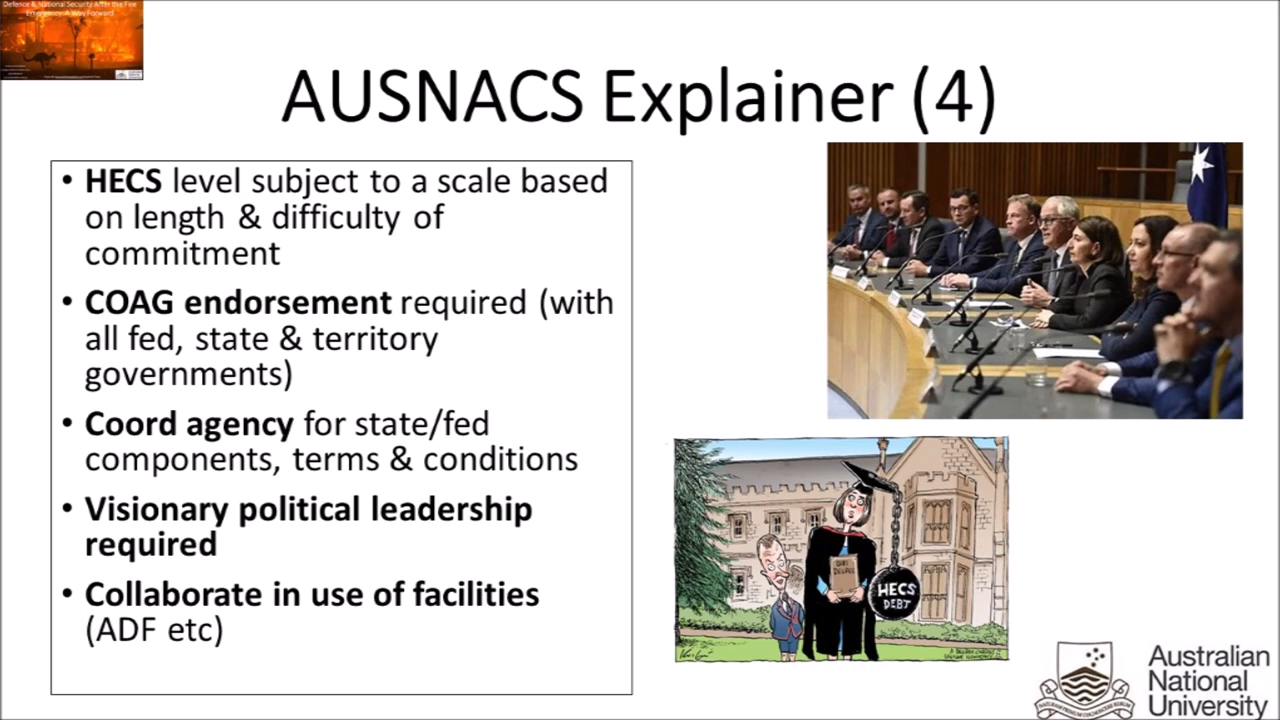 Defence & National Security After the Fire
Emergency: A Way Forward
AUSNACS Explainer (4)
• HECS level subject to a scale based
on length & difficulty of
commitment
• COAG endorsement required (with
all fed, state & territory
governments)
• Coord agency for state/fed
components, terms & conditions
• Visionary political leadership
required
• Collaborate in use of facilities
(ADF etc)
HECS
DEBT
Australian
National
University